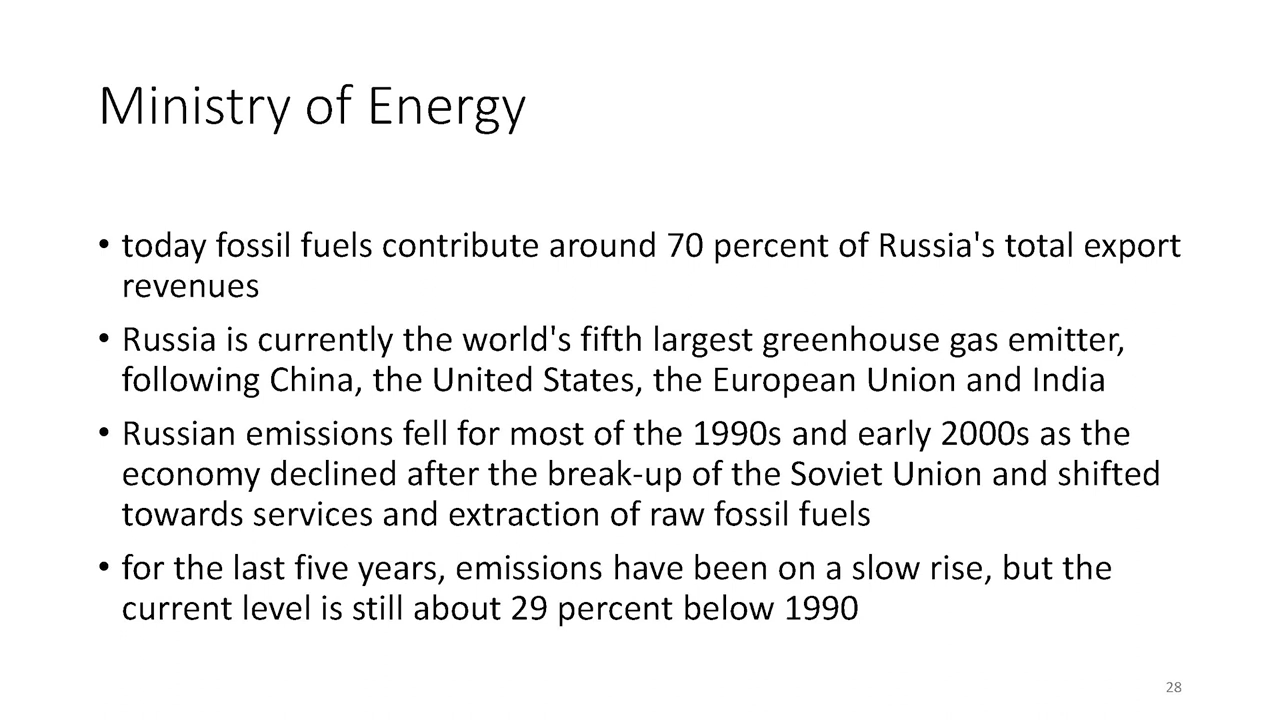 Ministry of Energy
• today fossil fuels contribute around 70 percent of Russia's total export
revenues
• Russia is currently the world's fifth largest greenhouse gas emitter,
following China, the United States, the European Union and India
• Russian emissions fell for most of the 1990s and early 2000s as the
economy declined after the break-up of the Soviet Union and shifted
towards services and extraction of raw fossil fuels
• for the last five years, emissions have been on a slow rise, but the
current level is still about 29 percent below 1990
28